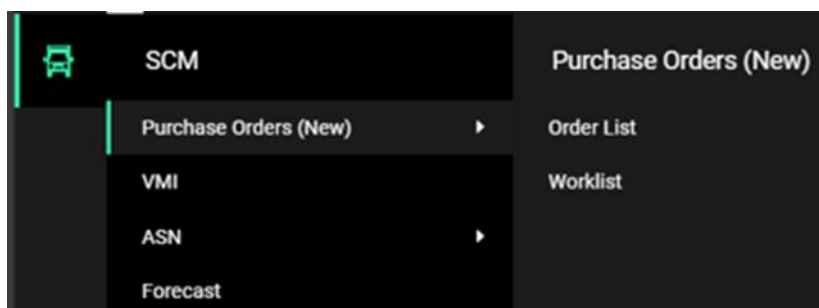 SCM
Purchase Orders (New)
VMI
ASN
Forecast
Purchase Orders (New)
Order List
Worklist